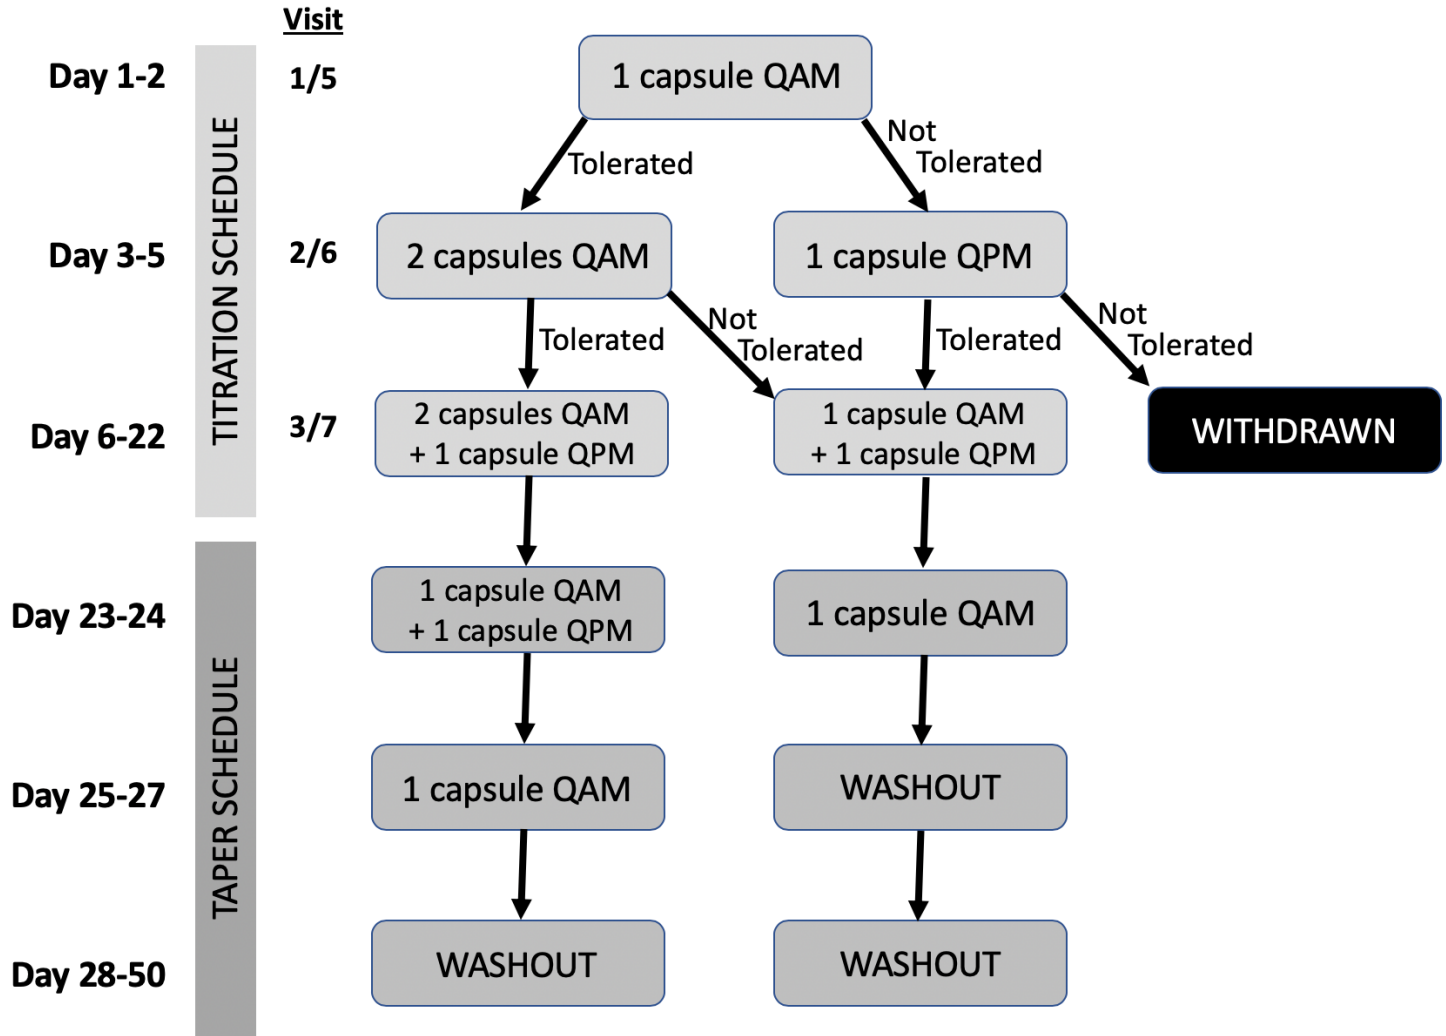 Visit
Day 1-2
1/5
1 capsule QAM
Tolerated
Not
Tolerated
TITRATION SCHEDULE
Day 3-5
2/6
2 capsules QAM
1 capsule QPM
Tolerated
Not
Tolerated
Tolerated
Not
Tolerated
Day 6-22
3/7
2 capsules QAM
+ 1 capsule QPM
1 capsule QAM
+ 1 capsule QPM
WITHDRAWN
TAPER SCHEDULE
Day 23-24
1 capsule QAM
+ 1 capsule QPM
1 capsule QAM
Day 25-27
1 capsule QAM
WASHOUT
Day 28-50
WASHOUT
WASHOUT